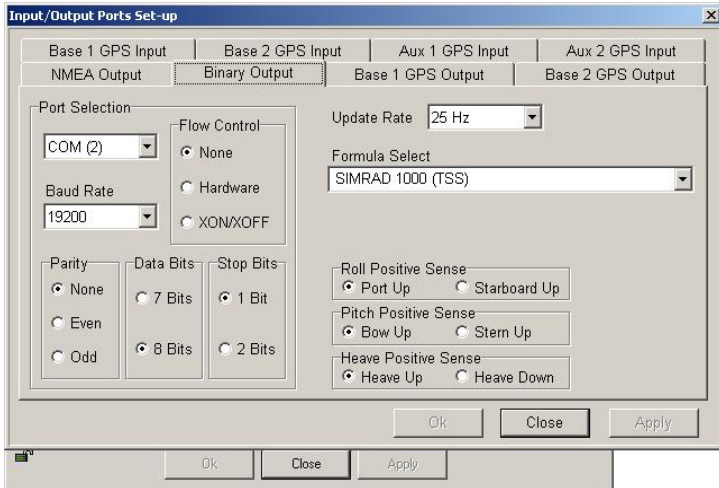 Input/Output Ports Set-up
Base 1 GPS Input
Base 2 GPS Input
Aux 1 GPS Input
Aux 2 GPS Input
NMEA Output
Binary Output
Base 1 GPS Output
Base 2 GPS Output
Port Selection
COM (2)
Flow Control
None
Hardware
XON/XOFF
Baud Rate
19200
Parity
None
Even
Odd
Data Bits
7 Bits
8 Bits
Stop Bits
1 Bit
2 Bits
Update Rate
25 Hz
Formula Select
SIMRAD 1000 (TSS)
Roll Positive Sense
Port Up
Starboard Up
Pitch Positive Sense
Bow Up
Stern Up
Heave Positive Sense
Heave Up
Heave Down
Ok
Close
Apply
Ok
Close
Apply